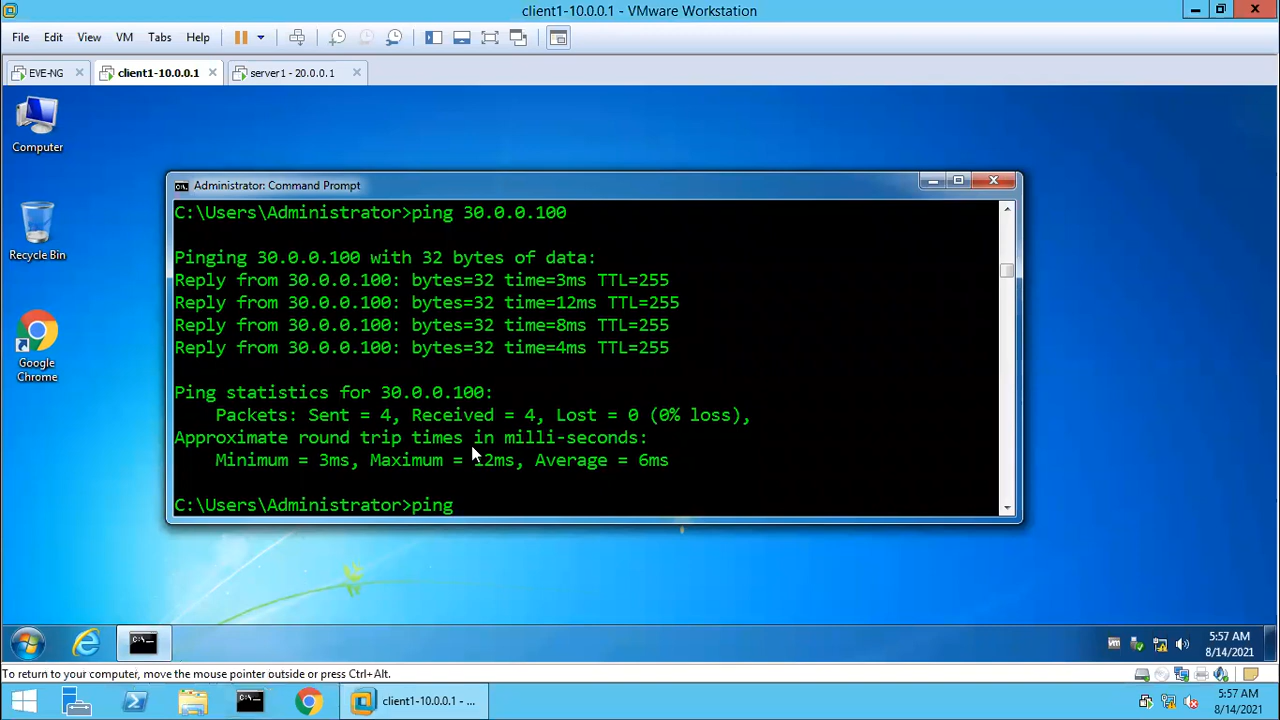 client1-10.0.0.1 - VMware Workstation
File Edit View VM Tabs Help
EVE-NG
client1-10.0.0.1
server1 - 20.0.0.1
Computer
Recycle Bin
Google
Chrome
Administrator: Command Prompt
C:\Users\Administrator>ping 30.0.0.100
Pinging 30.0.0.100 with 32 bytes of data:
Reply from 30.0.0.100: bytes=32 time=3ms TTL=255
Reply from 30.0.0.100: bytes=32 time=12ms TTL=255
Reply from 30.0.0.100: bytes=32 time=8ms TTL=255
Reply from 30.0.0.100: bytes=32 time=4ms TTL=255
Ping statistics for 30.0.0.100:
Packets: Sent = 4, Received = 4, Lost = 0 (0% loss),
Approximate round trip times in milli-seconds:
Minimum = 3ms, Maximum = 12ms, Average = 6ms
C:\Users\Administrator>ping
5:57 AM
8/14/2021
To return to your computer, move the mouse pointer outside or press Ctrl+Alt.
client1-10.0.0.1 - ...
5:57 AM
8/14/2021